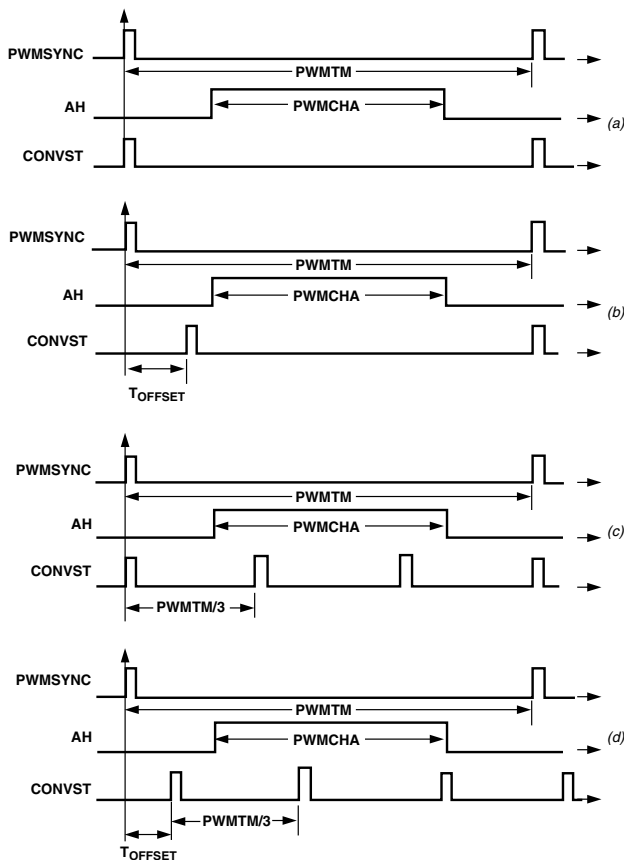 PWMSYNC
PWMTM
AH
PWMCHA
(a)
CONVST
PWMSYNC
PWMTM
AH
PWMCHA
(b)
CONVST
TOFFSET
PWMSYNC
PWMTM
AH
PWMCHA
(c)
CONVST
PWMTM/3
PWMSYNC
PWMTM
AH
PWMCHA
(d)
CONVST
PWMTM/3
TOFFSET